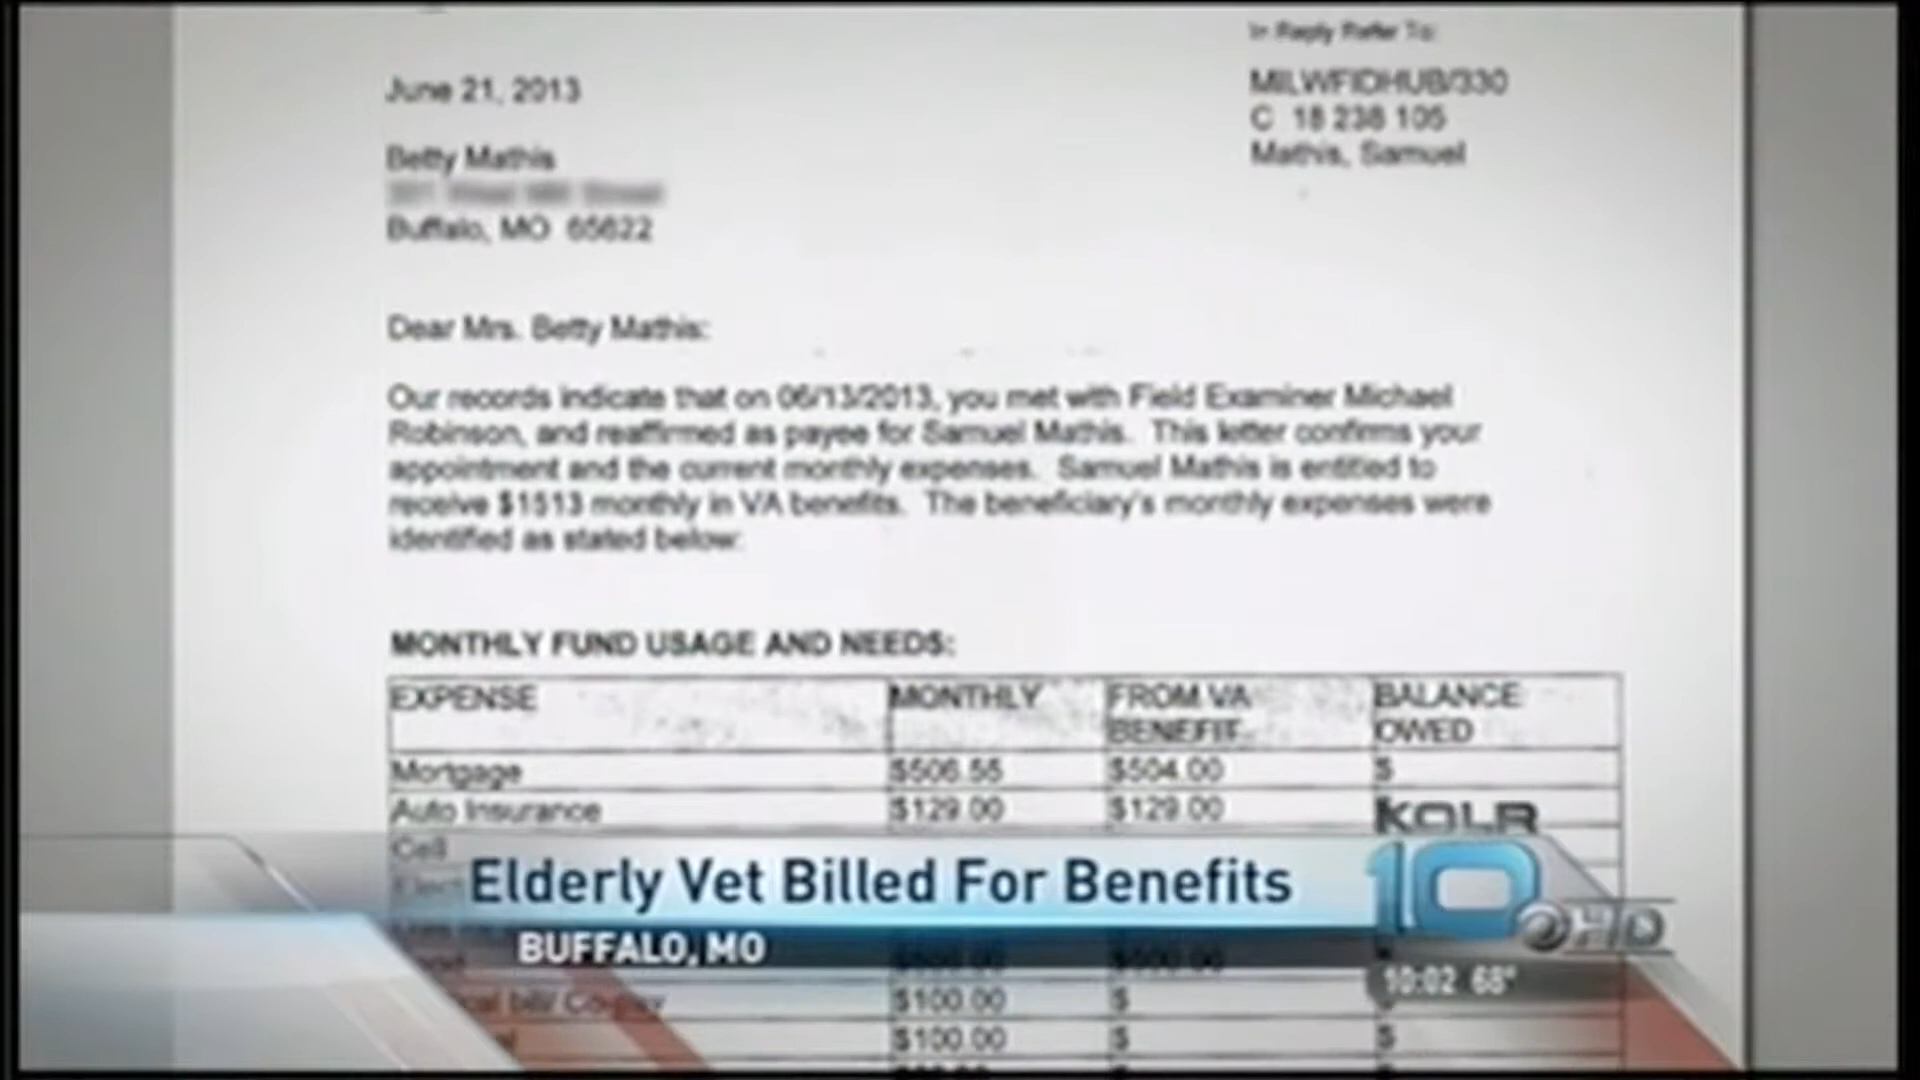 In Reply Refer To:
June 21, 2013
MILWFIDHUB/330
C 18 238 105
Betty Mathis
Mathis, Samuel
Buffalo, MO 65622
Dear Mrs. Betty Mathis:
Our records indicate that on 06/13/2013, you met with Field Examiner Michael
Robinson, and reaffirmed as payee for Samuel Mathis. This letter confirms your
appointment and the current monthly expenses. Samuel Mathis is entitled to
receive $1513 monthly in VA benefits. The beneficiary's monthly expenses were
identified as stated below:
MONTHLY FUND USAGE AND NEEDS:
EXPENSE MONTHLY FROM VA BALANCE
BENEFIT OWED
Mortgage $506.55 $504.00 $
Auto Insurance $129.00 $129.00
KOLR
Cell
Elderly Vet Billed For Benefits 10
HD
BUFFALO, MO
10:02 68°
bill/ Co-pay $100.00 $
$100.00 $ $